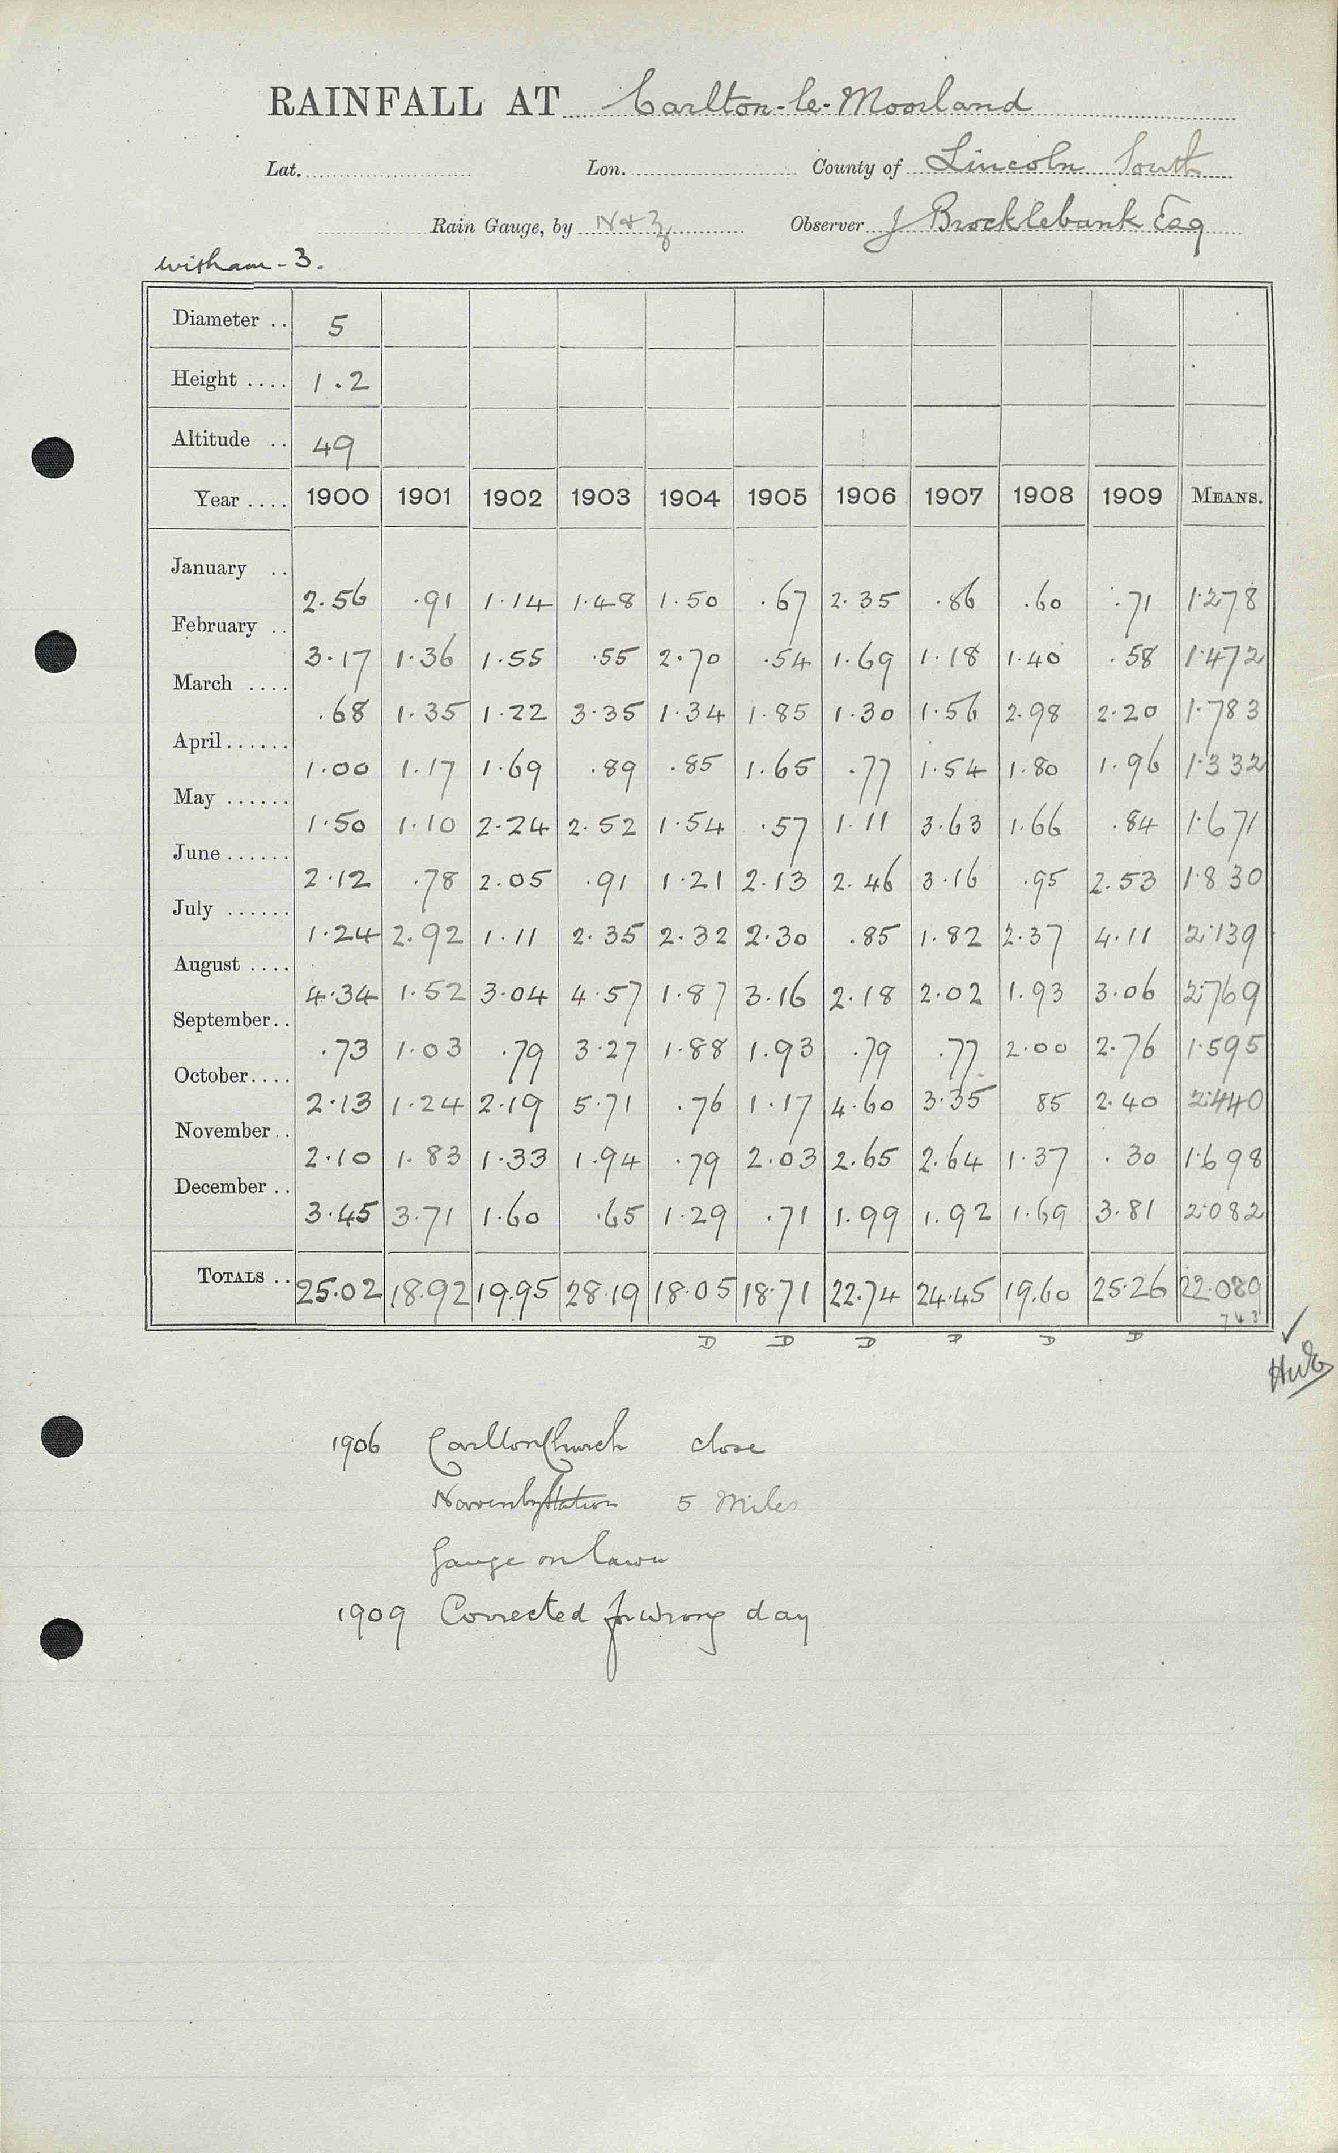 RAINFALL AT Carlton-le-Moorland
Lat. Lon. County of Lincoln South
Rain Gauge, by N & Z Observer J Brocklebank Esq
Witham - 3.
Diameter .. 5
Height .... 1.2
Altitude .. 49
Year .... 1900 1901 1902 1903 1904 1905 1906 1907 1908 1909 MEANS.
January .. 2.56 .91 1.14 1.48 1.50 .67 2.35 .86 .60 .71 1.278
February .. 3.17 1.36 1.55 .55 2.70 .54 1.69 1.18 1.40 .58 1.472
March .... .68 1.35 1.22 3.35 1.34 1.85 1.30 1.56 2.98 2.20 1.783
April...... 1.00 1.17 1.69 .89 .85 1.65 .77 1.54 1.80 1.96 1.332
May ...... 1.50 1.10 2.24 2.52 1.54 .57 1.11 3.63 1.66 .84 1.671
June...... 2.12 .78 2.05 .91 1.21 2.13 2.46 3.16 .95 2.53 1.830
July ...... 1.24 2.92 1.11 2.35 2.32 2.30 .85 1.82 2.37 4.11 2.139
August .... 4.34 1.52 3.04 4.57 1.87 3.16 2.18 2.02 1.93 3.06 2.769
September.. .73 1.03 .79 3.27 1.88 1.93 .79 .77 2.00 2.76 1.595
October.... 2.13 1.24 2.19 5.71 .76 1.17 4.60 3.35 85 2.40 2.440
November.. 2.10 1.83 1.33 1.94 .79 2.03 2.65 2.64 1.37 .30 1.698
December.. 3.45 3.71 1.60 .65 1.29 .71 1.99 1.92 1.69 3.81 2.082
TOTALS .. 25.02 18.92 19.95 28.19 18.05 18.71 22.74 24.45 19.60 25.26 22.089
743
D D D D D D
1906 Carlton Church close
Navenby Station 5 Miles
Gauge on lawn
1909 Corrected for wrong day